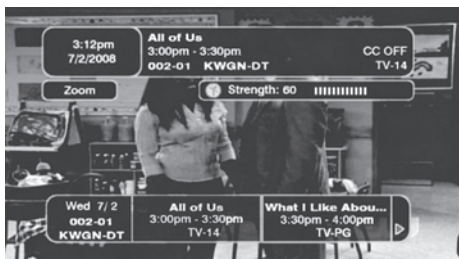 3:12pm
7/2/2008
All of Us
3:00pm - 3:30pm
002-01 KWGN-DT
CC OFF
TV-14
Zoom
Strength: 60
Wed 7/2
002-01
KWGN-DT
All of Us
3:00pm - 3:30pm
TV-14
What I Like Abou...
3:30pm - 4:00pm
TV-PG